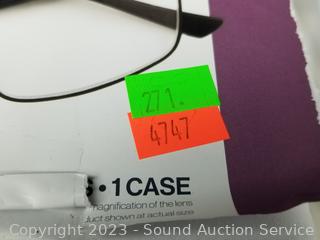 271.
4747
• 1 CASE
magnification of the lens
duct shown at actual size
Copyright 2023 - Sound Auction Service